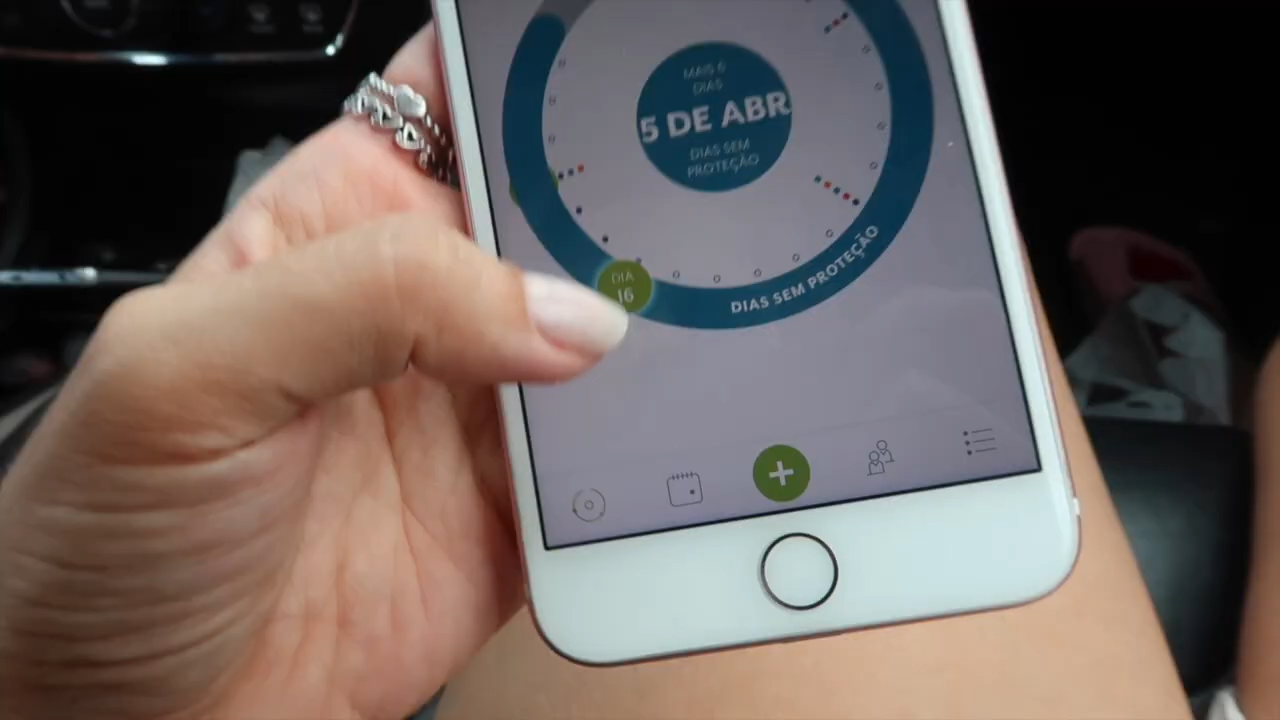 MAIS 6
DIAS
5 DE ABR
DIAS SEM
PROTEÇÃO
DIA
16
DIAS SEM PROTEÇÃO